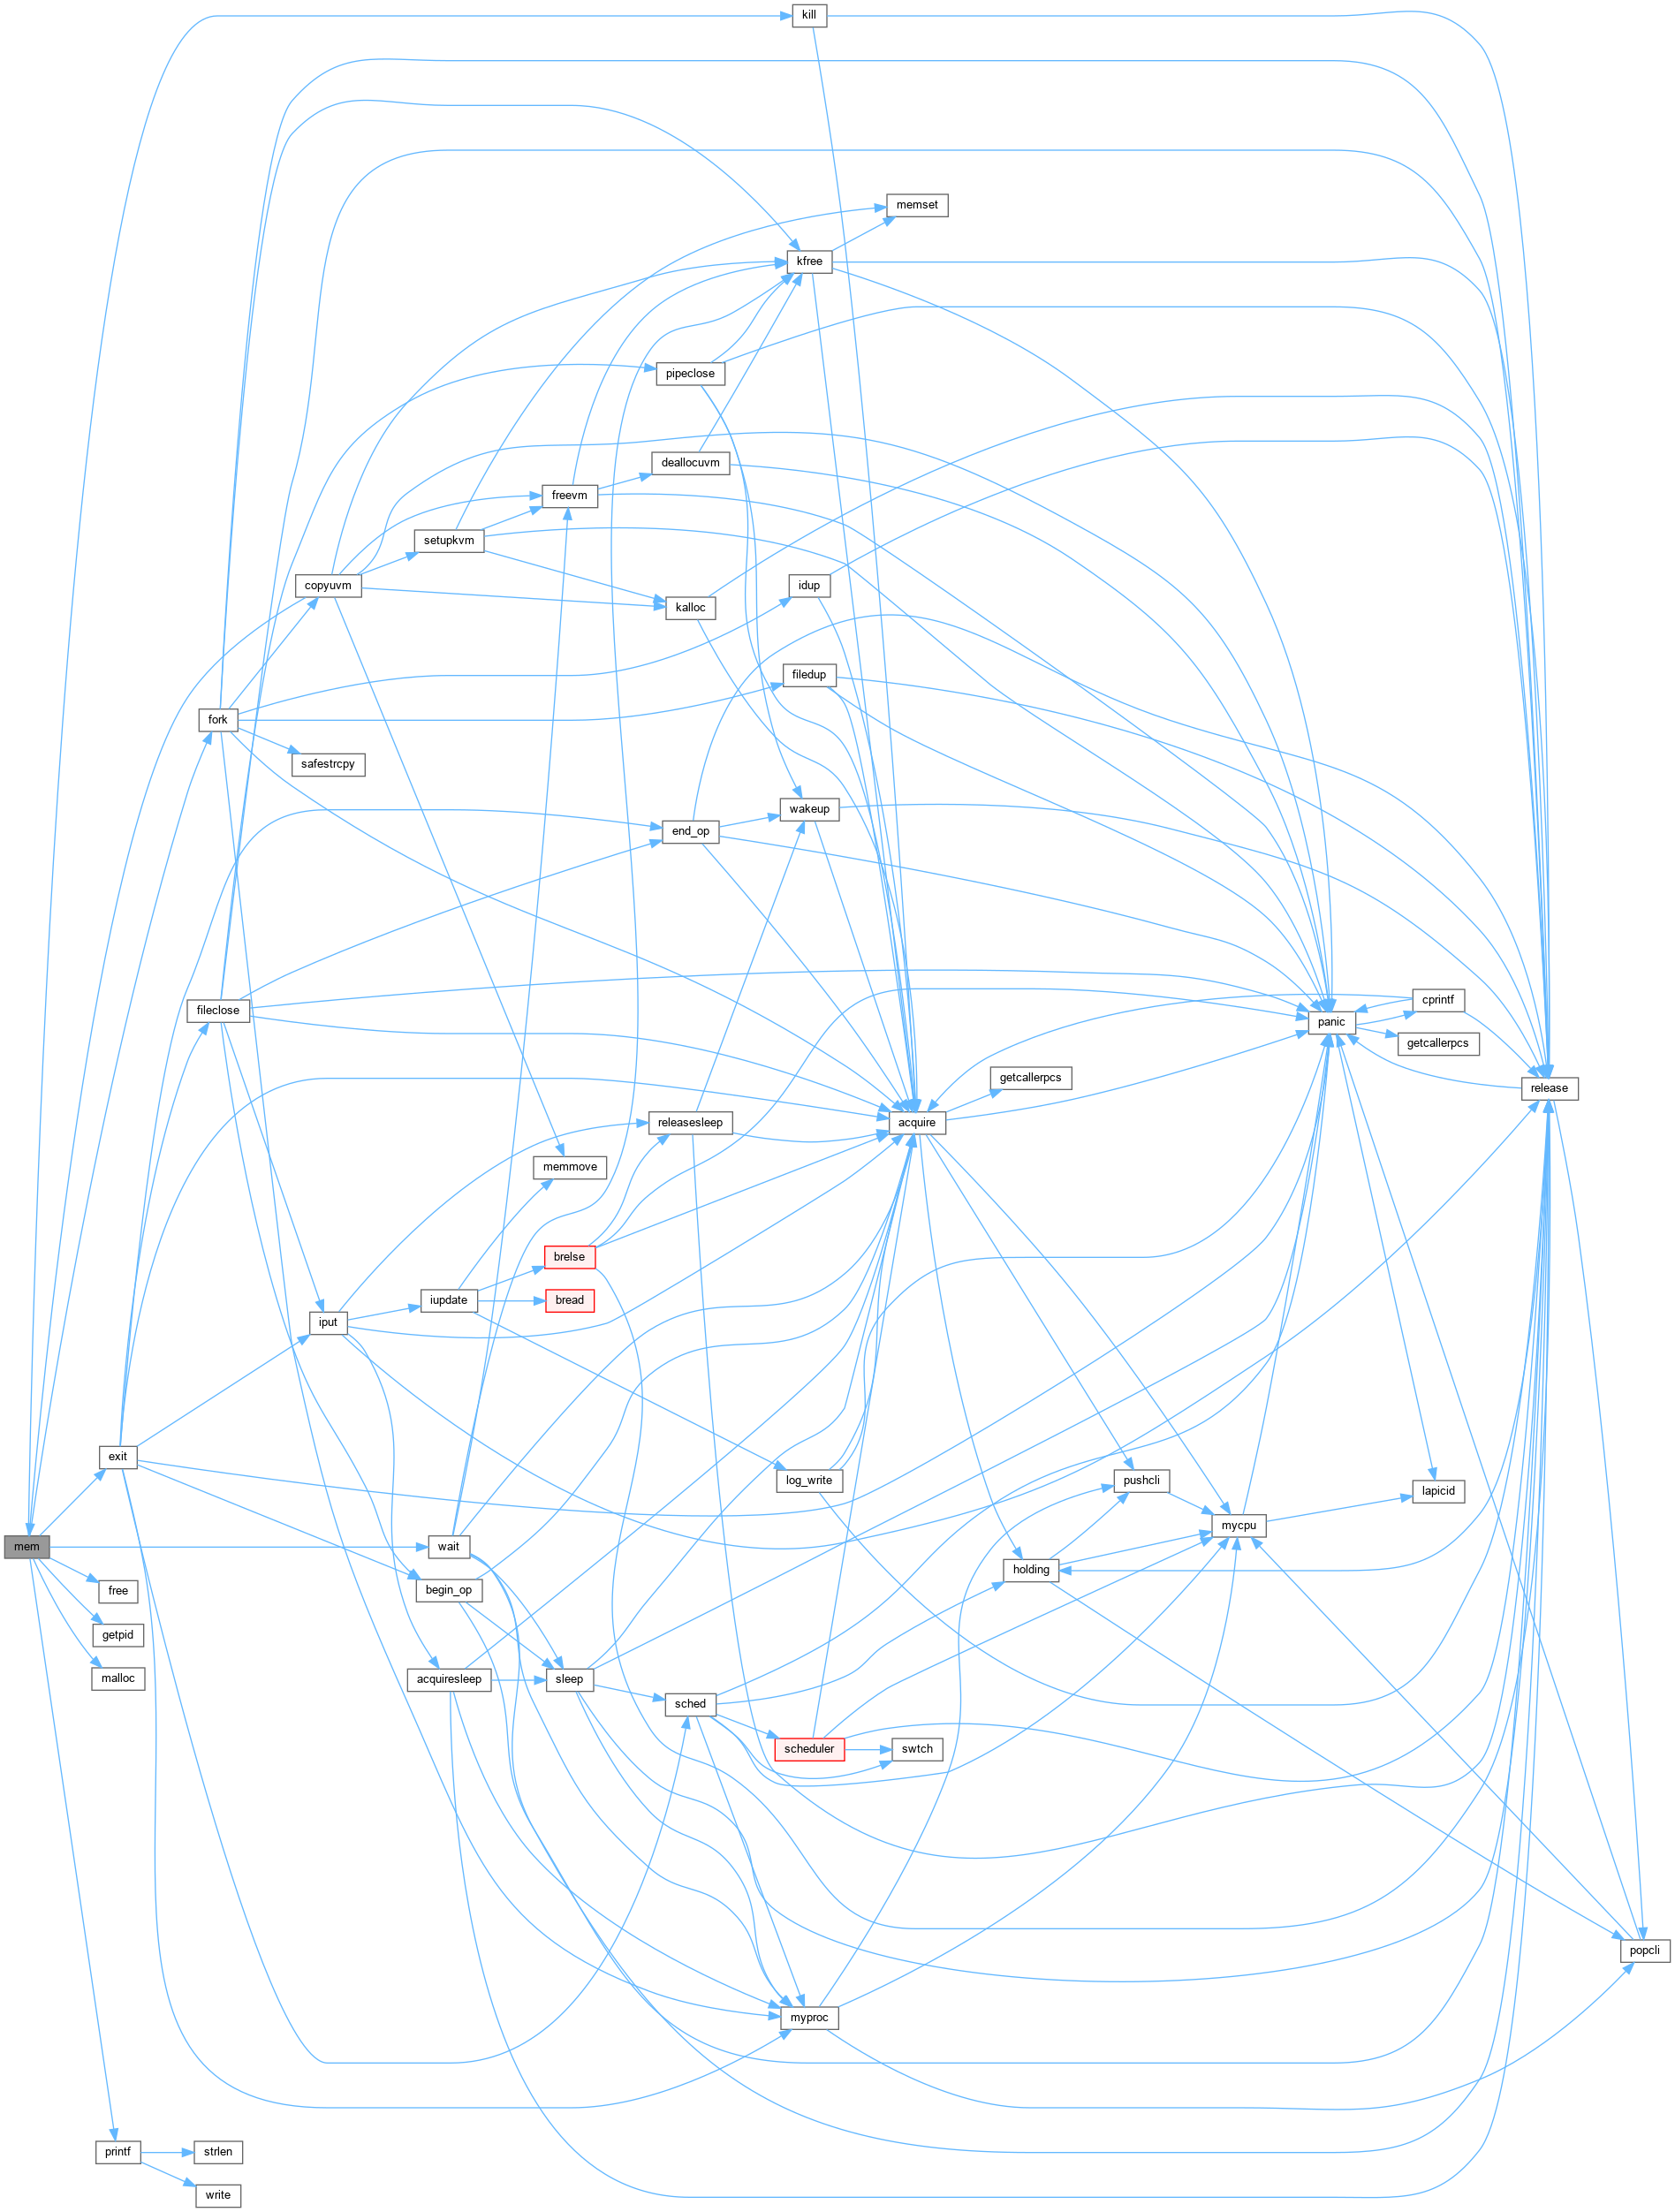 kill
memset
kfree
pipeclose
deallocuvm
freevm
setupkvm
copyuvm
idup
kalloc
filedup
fork
safestrcpy
wakeup
end_op
cprintf
fileclose
panic
getcallerpcs
getcallerpcs
release
releasesleep
acquire
memmove
brelse
iupdate
bread
iput
exit
log_write
pushcli
lapicid
mycpu
mem
wait
holding
free
begin_op
getpid
malloc
acquiresleep
sleep
sched
scheduler
swtch
popcli
myproc
printf
strlen
write